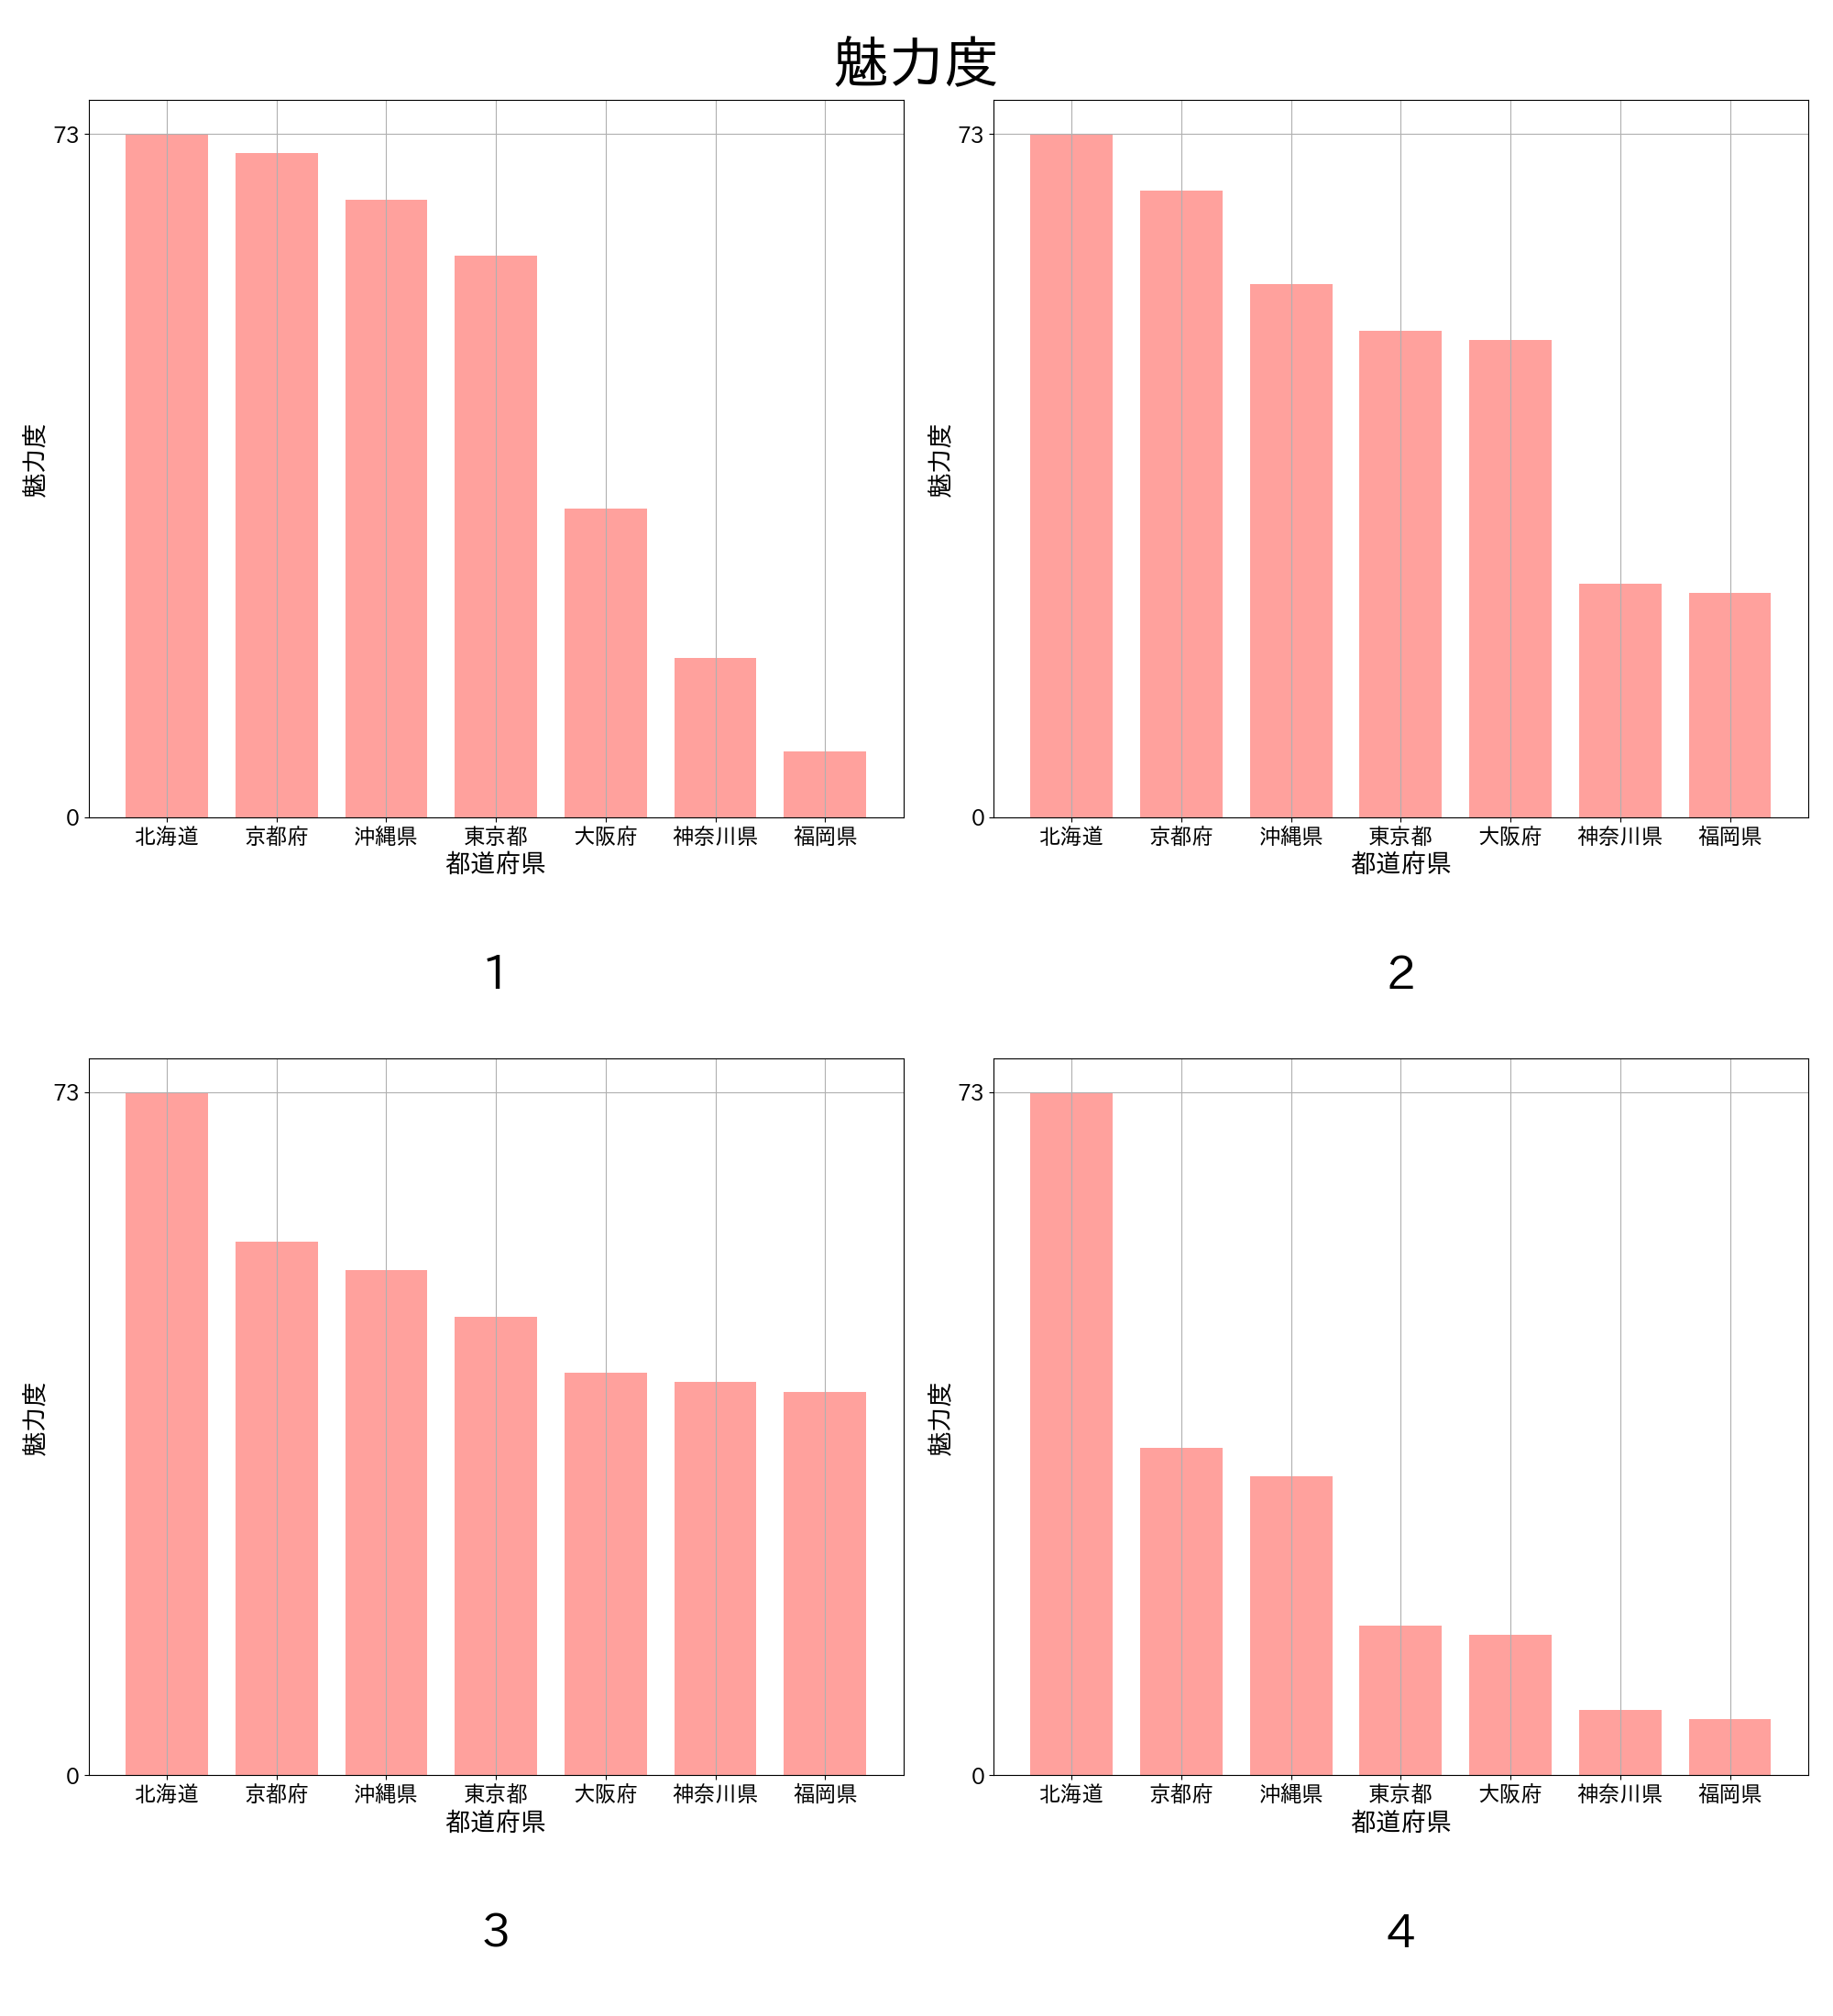 魅力度
73
0
魅力度
北海道 京都府 沖縄県 東京都 大阪府 神奈川県 福岡県
都道府県
1
73
0
魅力度
北海道 京都府 沖縄県 東京都 大阪府 神奈川県 福岡県
都道府県
2
73
0
魅力度
北海道 京都府 沖縄県 東京都 大阪府 神奈川県 福岡県
都道府県
3
73
0
魅力度
北海道 京都府 沖縄県 東京都 大阪府 神奈川県 福岡県
都道府県
4